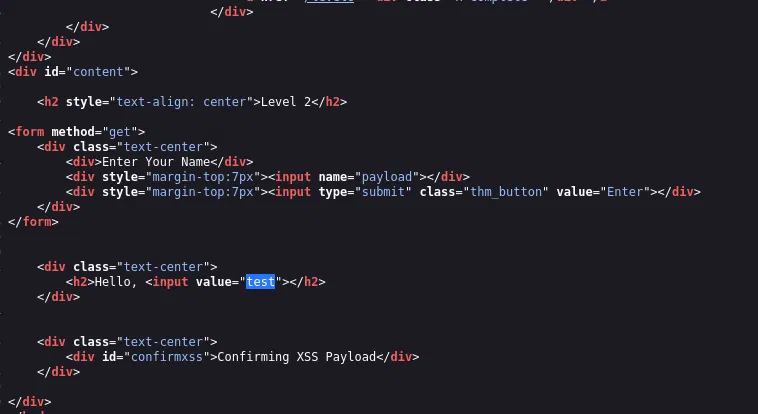 </div>
</div>
</div>
</div>
<div id="content">
<h2 style="text-align: center">Level 2</h2>
<form method="get">
<div class="text-center">
<div>Enter Your Name</div>
<div style="margin-top:7px"><input name="payload"></div>
<div style="margin-top:7px"><input type="submit" class="thm_button" value="Enter"></div>
</div>
</form>
<div class="text-center">
<h2>Hello, <input value="test"></h2>
</div>
<div class="text-center">
<div id="confirmxss">Confirming XSS Payload</div>
</div>
</div>